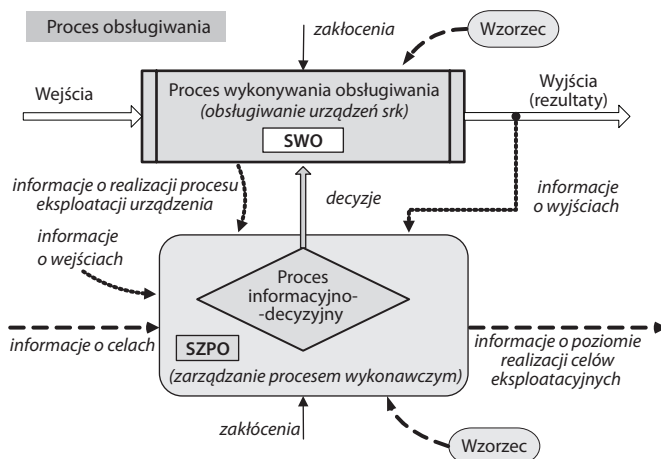 Proces obsługiwania
zakłocenia
Wzorzec
Wejścia
Proces wykonywania obsługiwania
(obsługiwanie urządzeń srk)
SWO
Wyjścia
(rezultaty)
informacje o realizacji procesu
eksploatacji urządzenia
decyzje
informacje
o wyjściach
informacje
o wejściach
Proces
informacyjno-
-decyzyjny
informacje o celach
SZPO
(zarządzanie procesem wykonawczym)
informacje o poziomie
realizacji celów
eksploatacyjnych
zakłócenia
Wzorzec